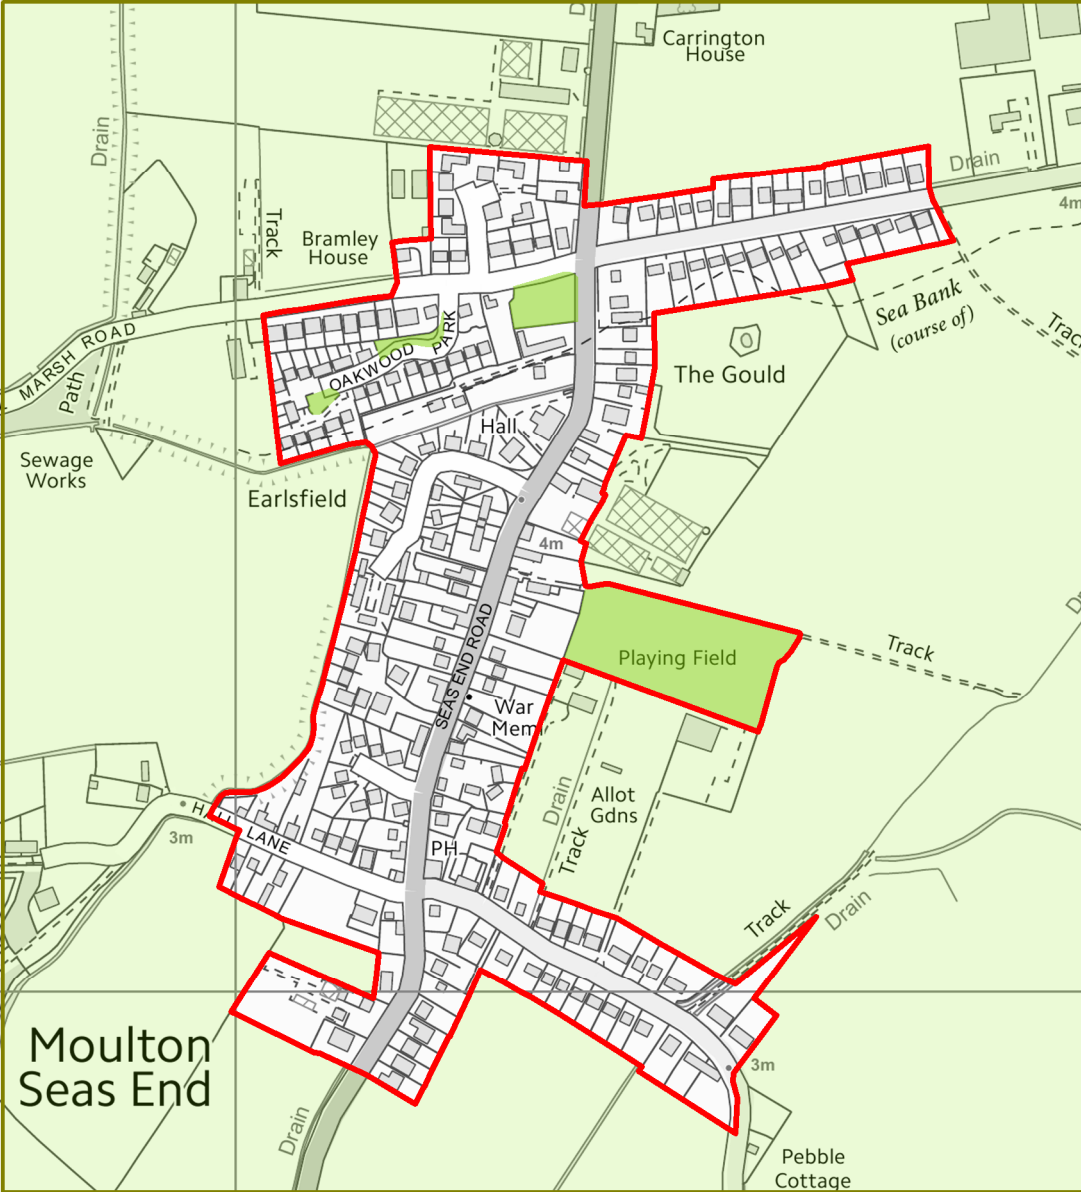 D
Carrington
House
Drain
Drain
4m
Track
Bramley
House
Sea Bank
(course of)
Track
MARSH ROAD
PARK
OAKWOOD
Path
The Gould
Hall
Sewage
Works
Earlsfield
4m
D
SEAS END ROAD
Playing Field
Track
War
Mem
Drain
Allot
Gdns
HALL LANE
3m
Track
PH
Track
Drain
Moulton
Seas End
3m
Drain
Pebble
Cottage